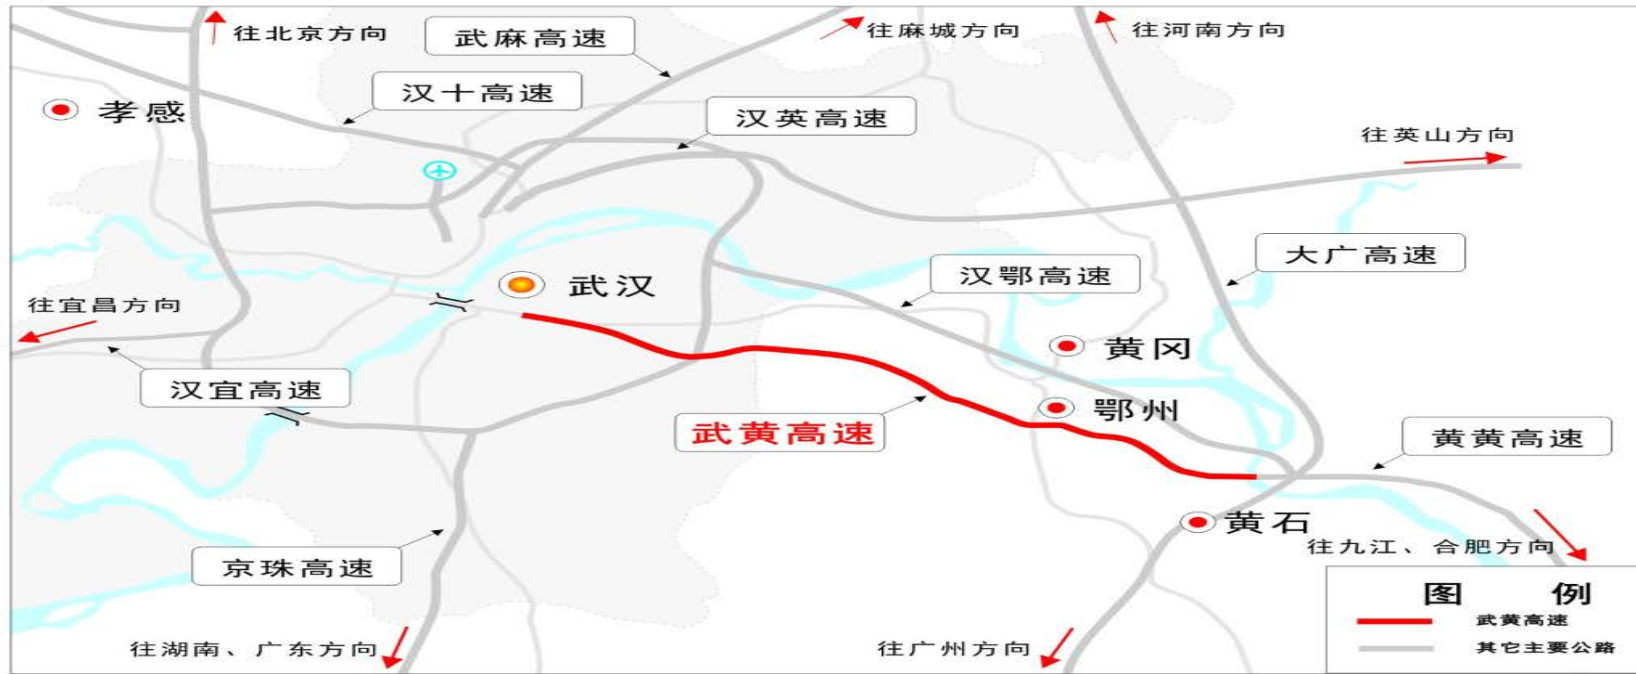 往北京方向
武麻高速
往麻城方向
往河南方向
汉十高速
孝感
汉英高速
往英山方向
大广高速
汉鄂高速
武汉
往宜昌方向
黄冈
汉宜高速
鄂州
武黄高速
黄黄高速
黄石
往九江、合肥方向
京珠高速
图 例
武黄高速
其它主要公路
往湖南、广东方向
往广州方向